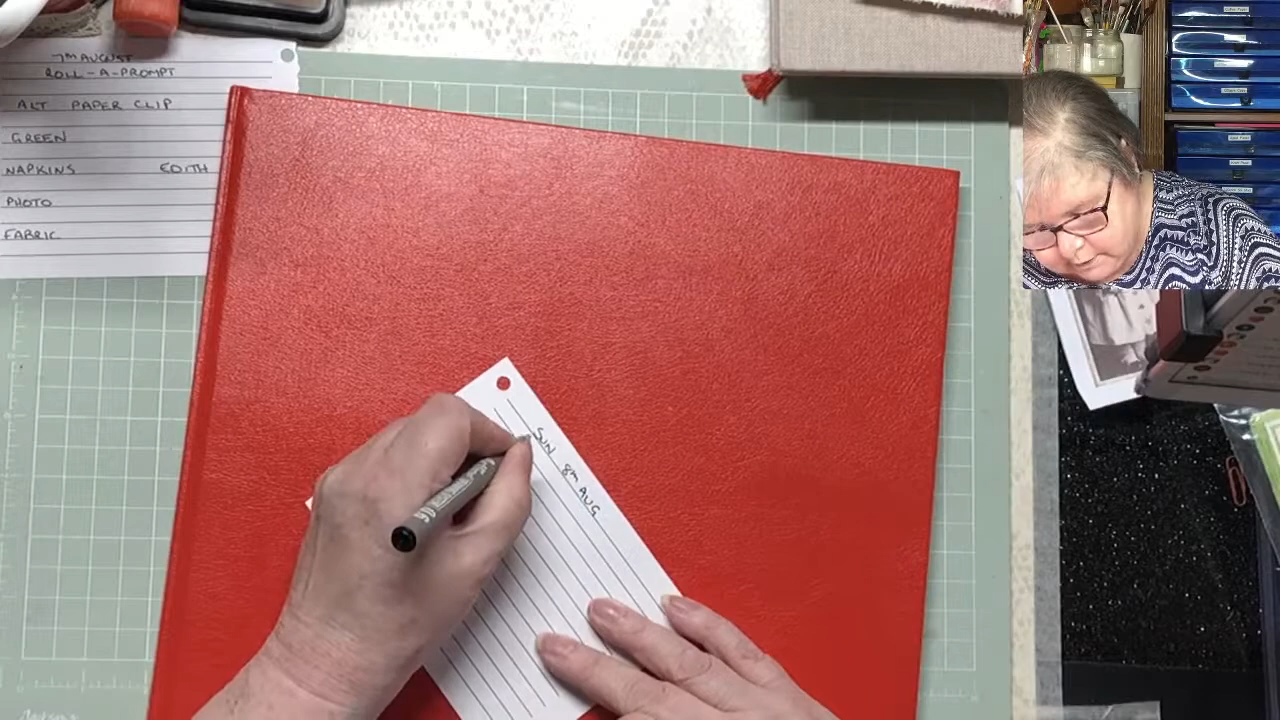 7TH AUGUST
ROLL-A-PROMPT
ALT PAPER CLIP
GREEN
NAPKINS EDITH
PHOTO
FABRIC
SUN 8TH AUG